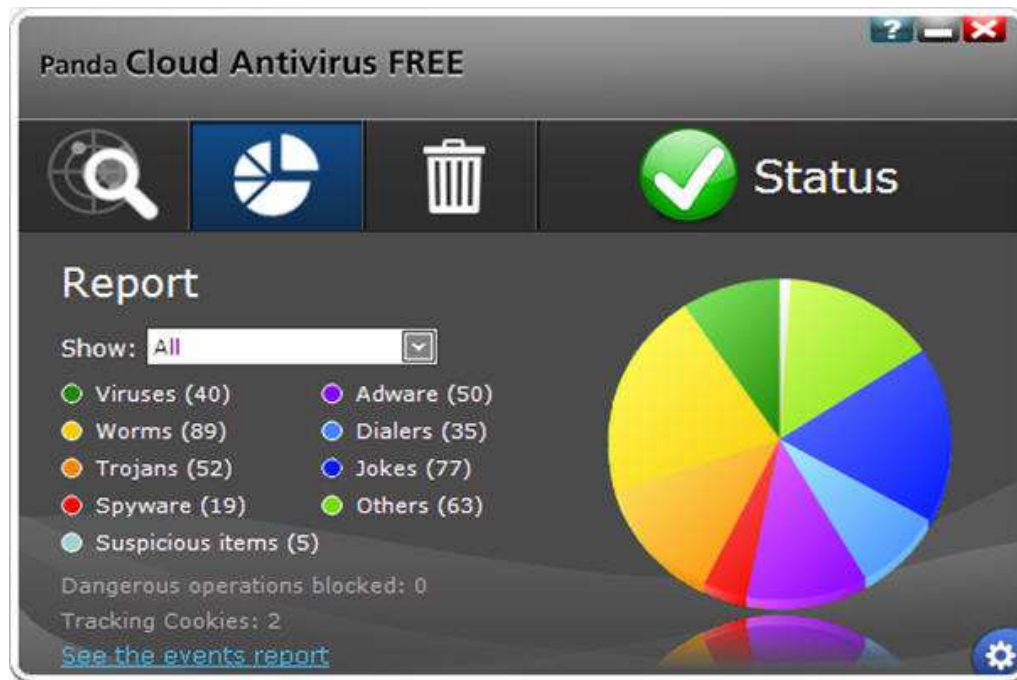 ?
Panda Cloud Antivirus FREE
Status
Report
Show: All
Viruses (40)
Adware (50)
Worms (89)
Dialers (35)
Trojans (52)
Jokes (77)
Spyware (19)
Others (63)
Suspicious items (5)
Dangerous operations blocked: 0
Tracking Cookies: 2
See the events report